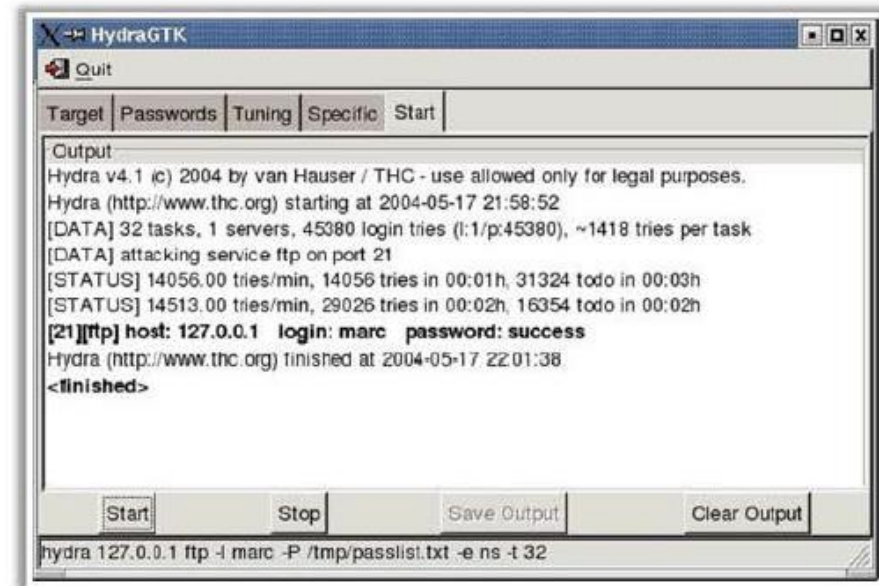 HydraGTK
Quit
Target Passwords Tuning Specific Start
Output
Hydra v4.1 (c) 2004 by van Hauser / THC - use allowed only for legal purposes.
Hydra (http://www.thc.org) starting at 2004-05-17 21:58:52
[DATA] 32 tasks, 1 servers, 45380 login tries (l:1/p:45380), ~1418 tries per task
[DATA] attacking service ftp on port 21
[STATUS] 14056.00 tries/min, 14056 tries in 00:01h, 31324 todo in 00:03h
[STATUS] 14513.00 tries/min, 29026 tries in 00:02h, 16354 todo in 00:02h
[21][ftp] host: 127.0.0.1 login: marc password: success
Hydra (http://www.thc.org) finished at 2004-05-17 22:01:38
<finished>
Start Stop Save Output Clear Output
hydra 127.0.0.1 ftp -l marc -P /tmp/passlist.txt -e ns -t 32